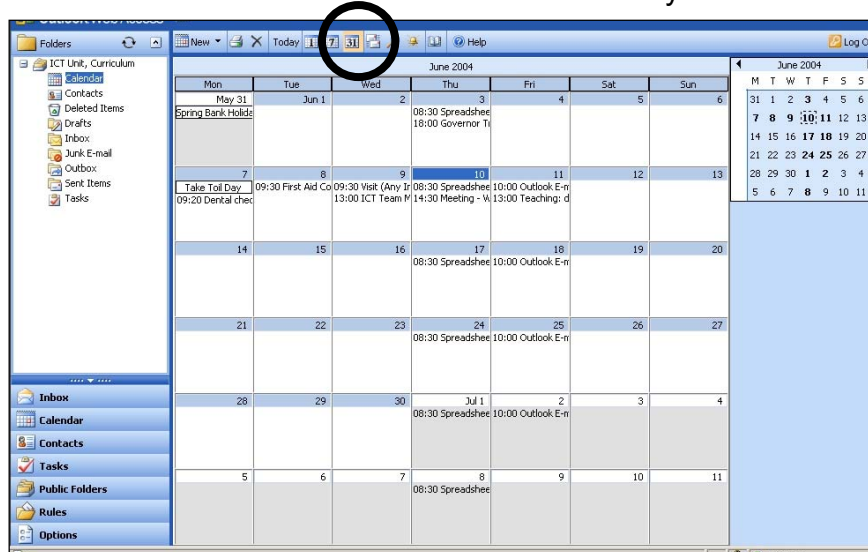 Outlook Web Access
Folders
New Today 1 7 31 Help Log O
ICT Unit, Curriculum
Calendar
Contacts
Deleted Items
Drafts
Inbox
Junk E-mail
Outbox
Sent Items
Tasks
June 2004
Mon Tue Wed Thu Fri Sat Sun
May 31 Jun 1 2 3 4 5 6
Spring Bank Holida
08:30 Spreadshee
18:00 Governor Tr
7 8 9 10 11 12 13
Take Toil Day 09:30 First Aid Co 09:30 Visit (Any Ir 08:30 Spreadshee 10:00 Outlook E-m
09:20 Dental chec 13:00 ICT Team M 14:30 Meeting - W 13:00 Teaching: d
14 15 16 17 18 19 20
08:30 Spreadshee 10:00 Outlook E-m
21 22 23 24 25 26 27
08:30 Spreadshee 10:00 Outlook E-m
28 29 30 Jul 1 2 3 4
08:30 Spreadshee 10:00 Outlook E-m
5 6 7 8 9 10 11
08:30 Spreadshee
June 2004
M T W T F S S
31 1 2 3 4 5 6
7 8 9 10 11 12 13
14 15 16 17 18 19 20
21 22 23 24 25 26 27
28 29 30 1 2 3 4
5 6 7 8 9 10 11
Inbox
Calendar
Contacts
Tasks
Public Folders
Rules
Options